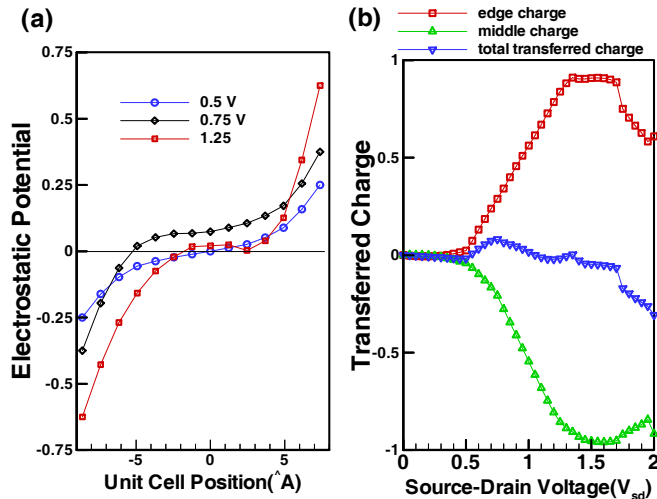 (a)
0.75
0.5
0.25
0
-0.25
-0.5
-0.75
Electrostatic Potential
0.5 V
0.75 V
1.25
-10
-5
0
5
10
Unit Cell Position(^A)
(b)
edge charge
middle charge
total transferred charge
1
0.5
0
-0.5
-1
Transferred Charge
0
0.5
1
1.5
2
Source-Drain Voltage(Vsd)